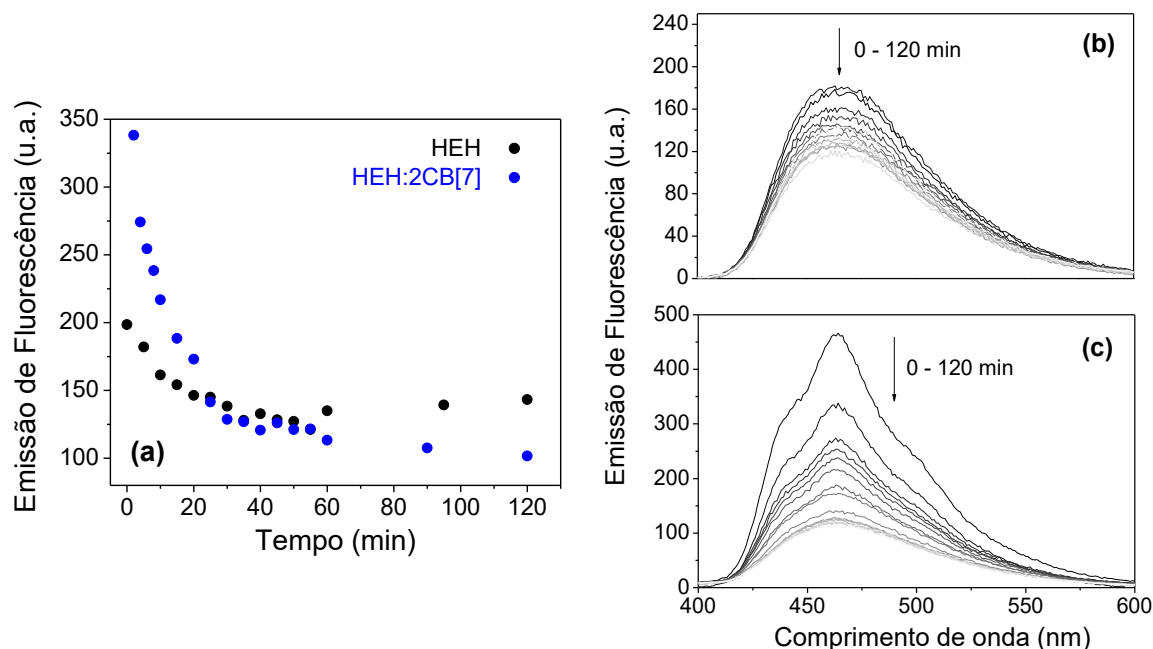 Emissão de Fluorescência (u.a.)
350
300
250
200
150
100
HEH
HEH:2CB[7]
(a)
0 20 40 60 80 100 120
Tempo (min)
Emissão de Fluorescência (u.a.)
240
200
160
120
80
40
0
0 - 120 min
(b)
500
400
300
200
100
0
0 - 120 min
(c)
400 450 500 550 600
Comprimento de onda (nm)